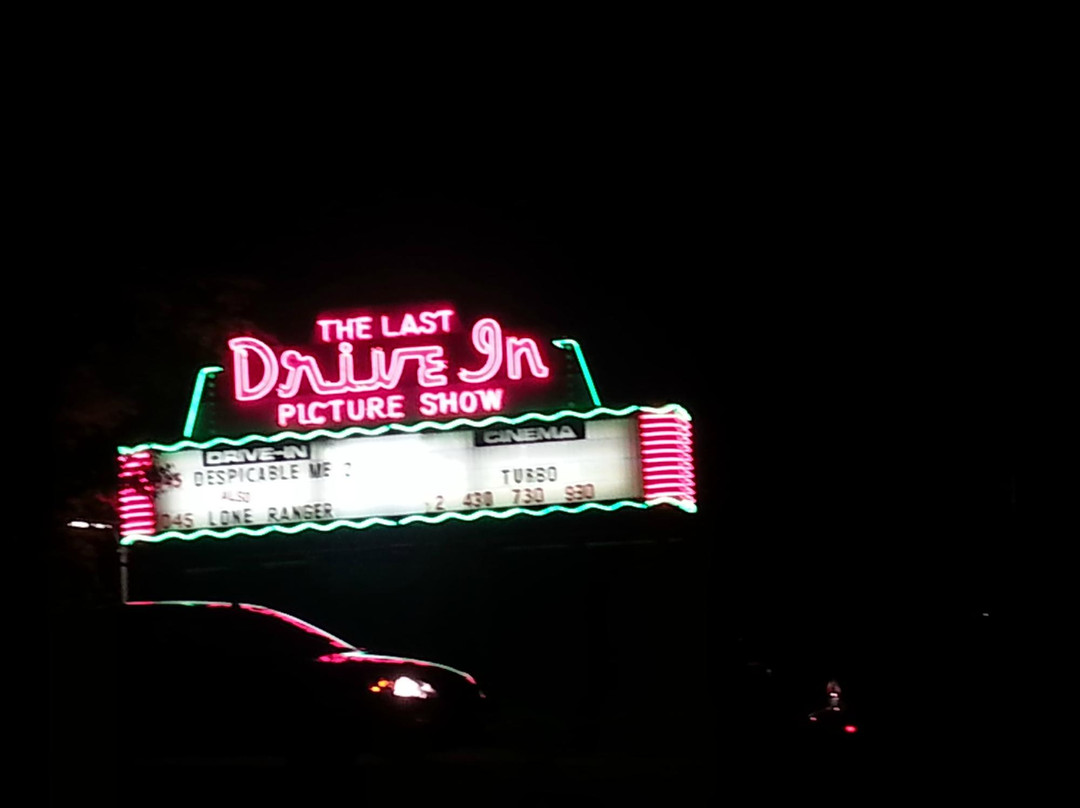 THE LAST
Drive In
PICTURE SHOW
DRIVE-IN
DESPICABLE ME 2
ALSO
LONE RANGER
CINEMA
TURBO
430 730 930